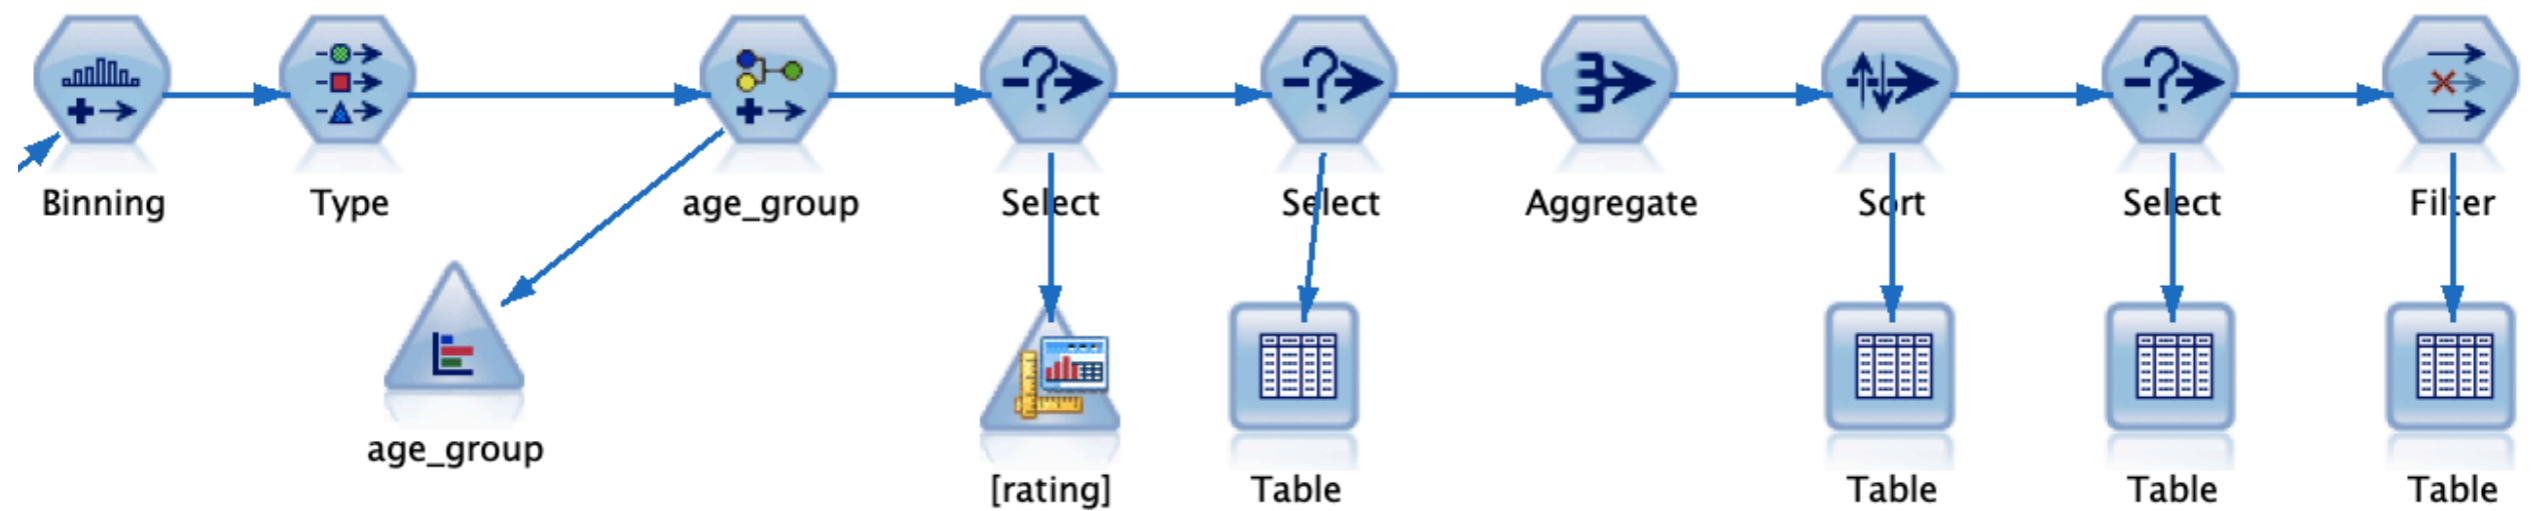 Binning
Type
age_group
Select
Select
Aggregate
Sort
Select
Filter
age_group
[rating]
Table
Table
Table
Table